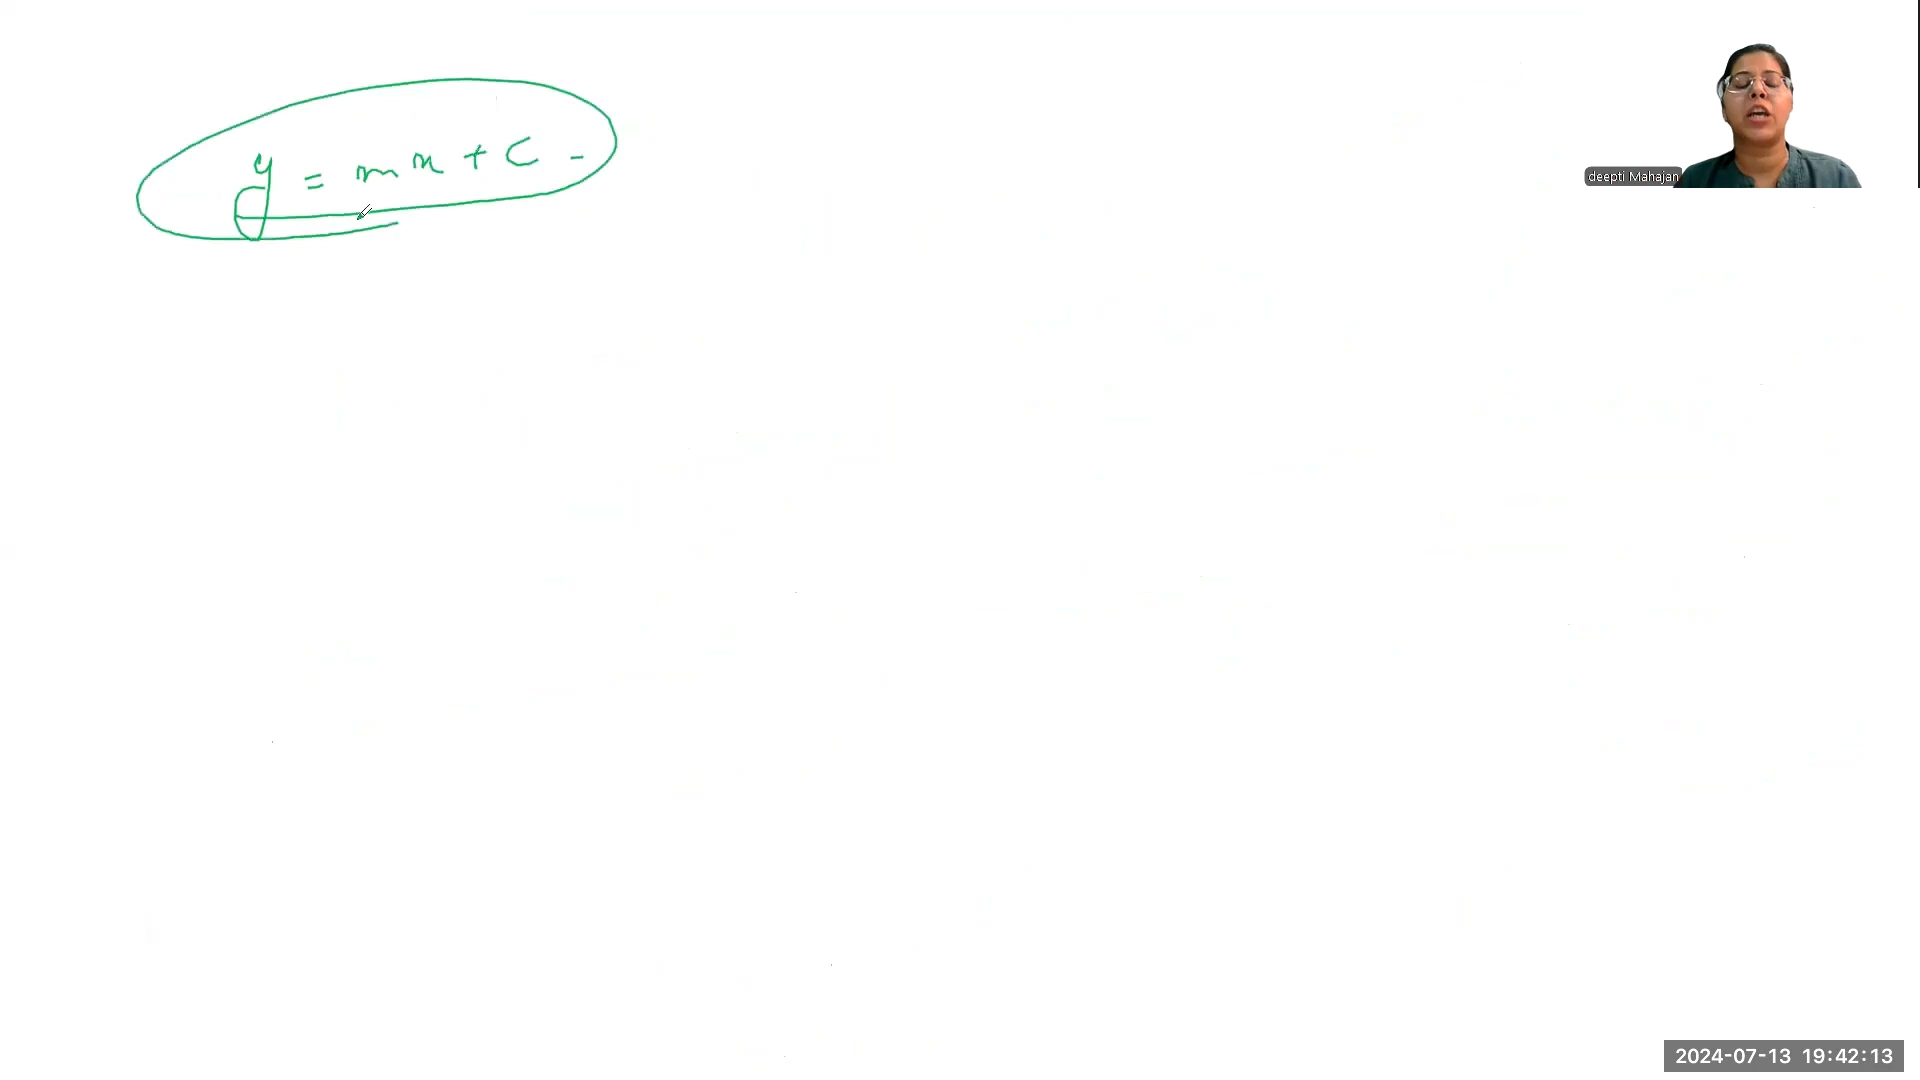 y = mx + c -
deepti Mahajan
2024-07-13 19:42:13